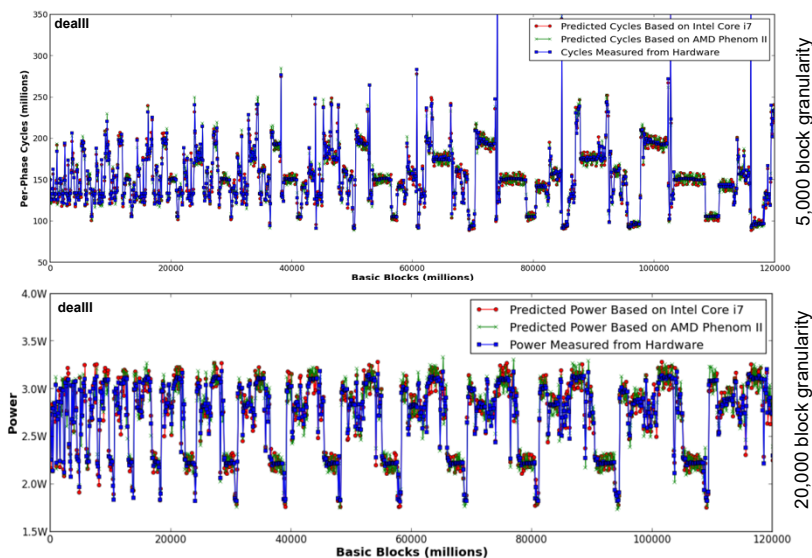 dealII
Predicted Cycles Based on Intel Core i7
Predicted Cycles Based on AMD Phenom II
Cycles Measured from Hardware
350
300
250
200
150
100
50
Per-Phase Cycles (millions)
0
20000
40000
60000
80000
100000
120000
Basic Blocks (millions)
5,000 block granularity
dealII
Predicted Power Based on Intel Core i7
Predicted Power Based on AMD Phenom II
Power Measured from Hardware
4.0W
3.5W
3.0W
2.5W
2.0W
1.5W
Power
0
20000
40000
60000
80000
100000
120000
Basic Blocks (millions)
20,000 block granularity